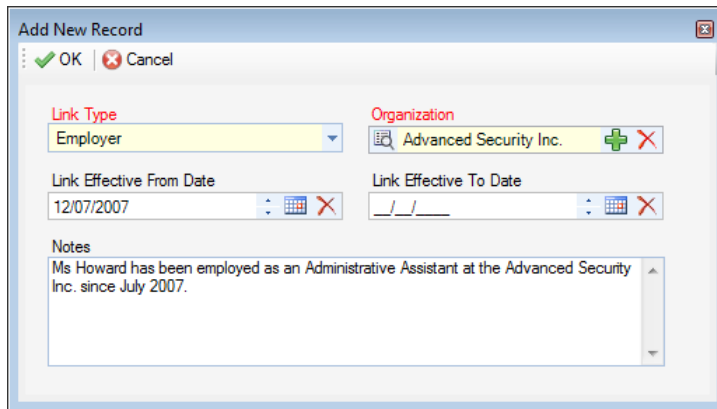 Add New Record
OK Cancel
Link Type Organization
Employer Advanced Security Inc.
Link Effective From Date Link Effective To Date
12/07/2007 __/__/____
Notes
Ms Howard has been employed as an Administrative Assistant at the Advanced Security
Inc. since July 2007.